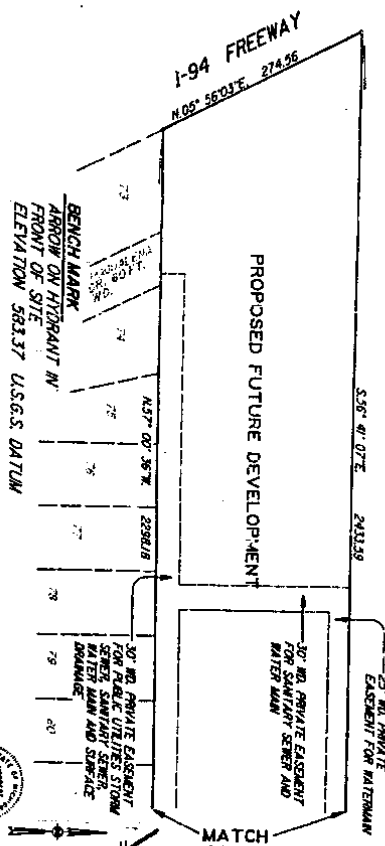 I-94 FREEWAY
N.05° 56'03"E. 274.56
S.56° 41' 07"E. 2433.59
PROPOSED FUTURE DEVELOPMENT
73
60 FT.
WD.
74
75
76
77
78
79
80
N.57° 00' 36"W. 2298.18
BENCH MARK
ARROW ON HYDRANT IN
FRONT OF SITE
ELEVATION 583.37 U.S.G.S. DATUM
30' WD. PRIVATE EASEMENT
FOR SANITARY SEWER AND
WATER MAIN
25' WD. PRIVATE
EASEMENT FOR WATERMAIN
30' WD. PRIVATE EASEMENT
FOR PUBLIC UTILITIES STORM
SEWER, SANITARY SEWER,
WATER MAIN AND SURFACE
DRAINAGE
MATCH